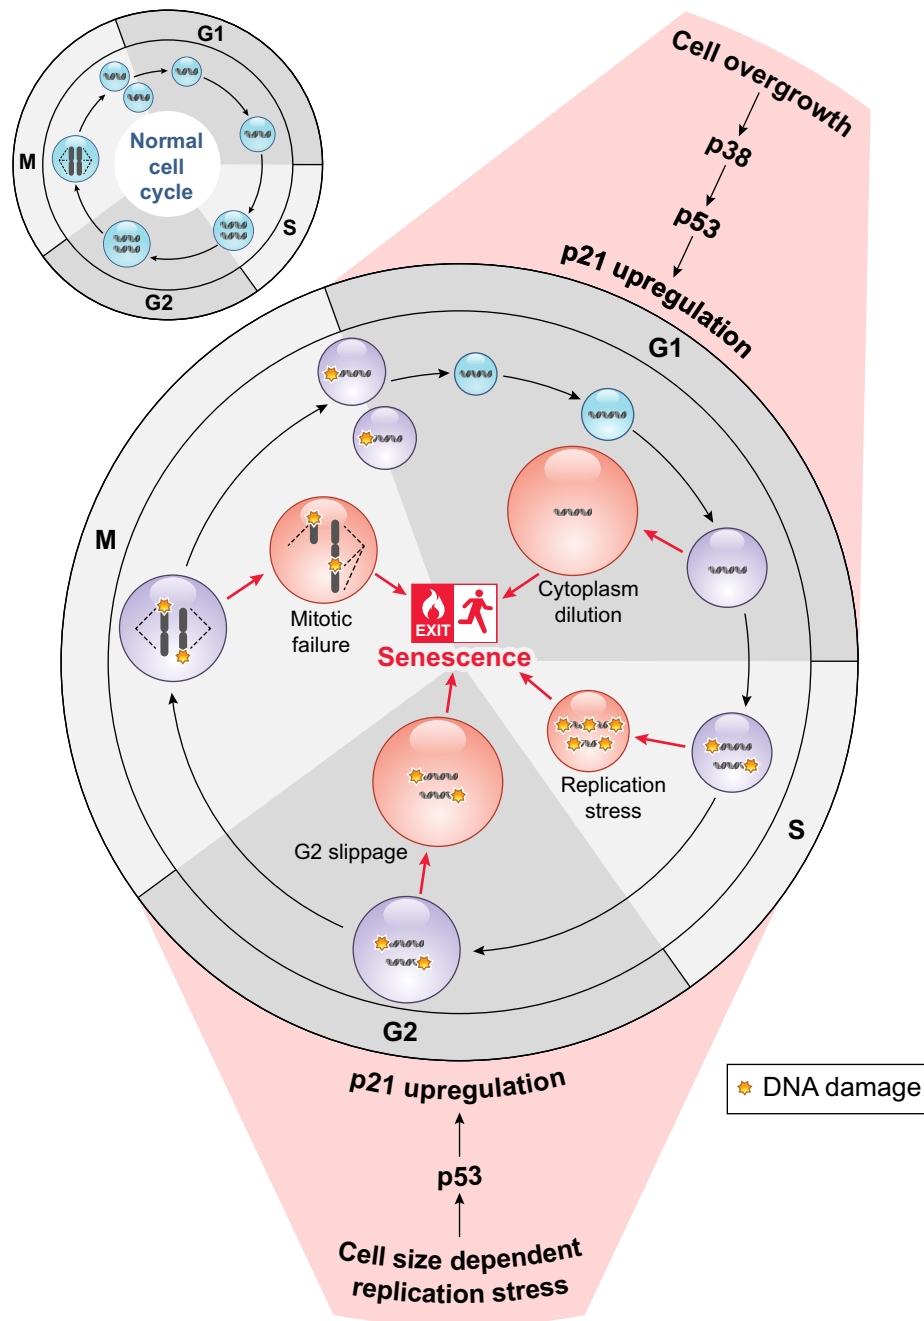 G1
M
Normal
cell
cycle
S
G2
Cell overgrowth
p38
p53
p21 upregulation
G1
M
Mitotic
failure
Cytoplasm
dilution
EXIT
Senescence
Replication
stress
S
G2 slippage
G2
p21 upregulation
DNA damage
p53
Cell size dependent
replication stress